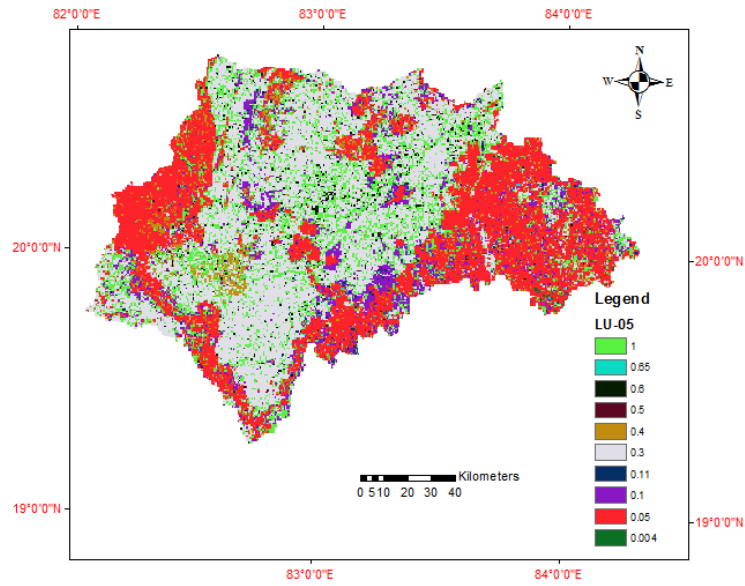 82°0'0"E 83°0'0"E 84°0'0"E
N
W E
S
20°0'0"N 20°0'0"N
Legend
LU-05
1
0.65
0.6
0.5
0.4
0.3
0.11
0.1
0.05
0.004
Kilometers
0 5 10 20 30 40
19°0'0"N 19°0'0"N
83°0'0"E 84°0'0"E